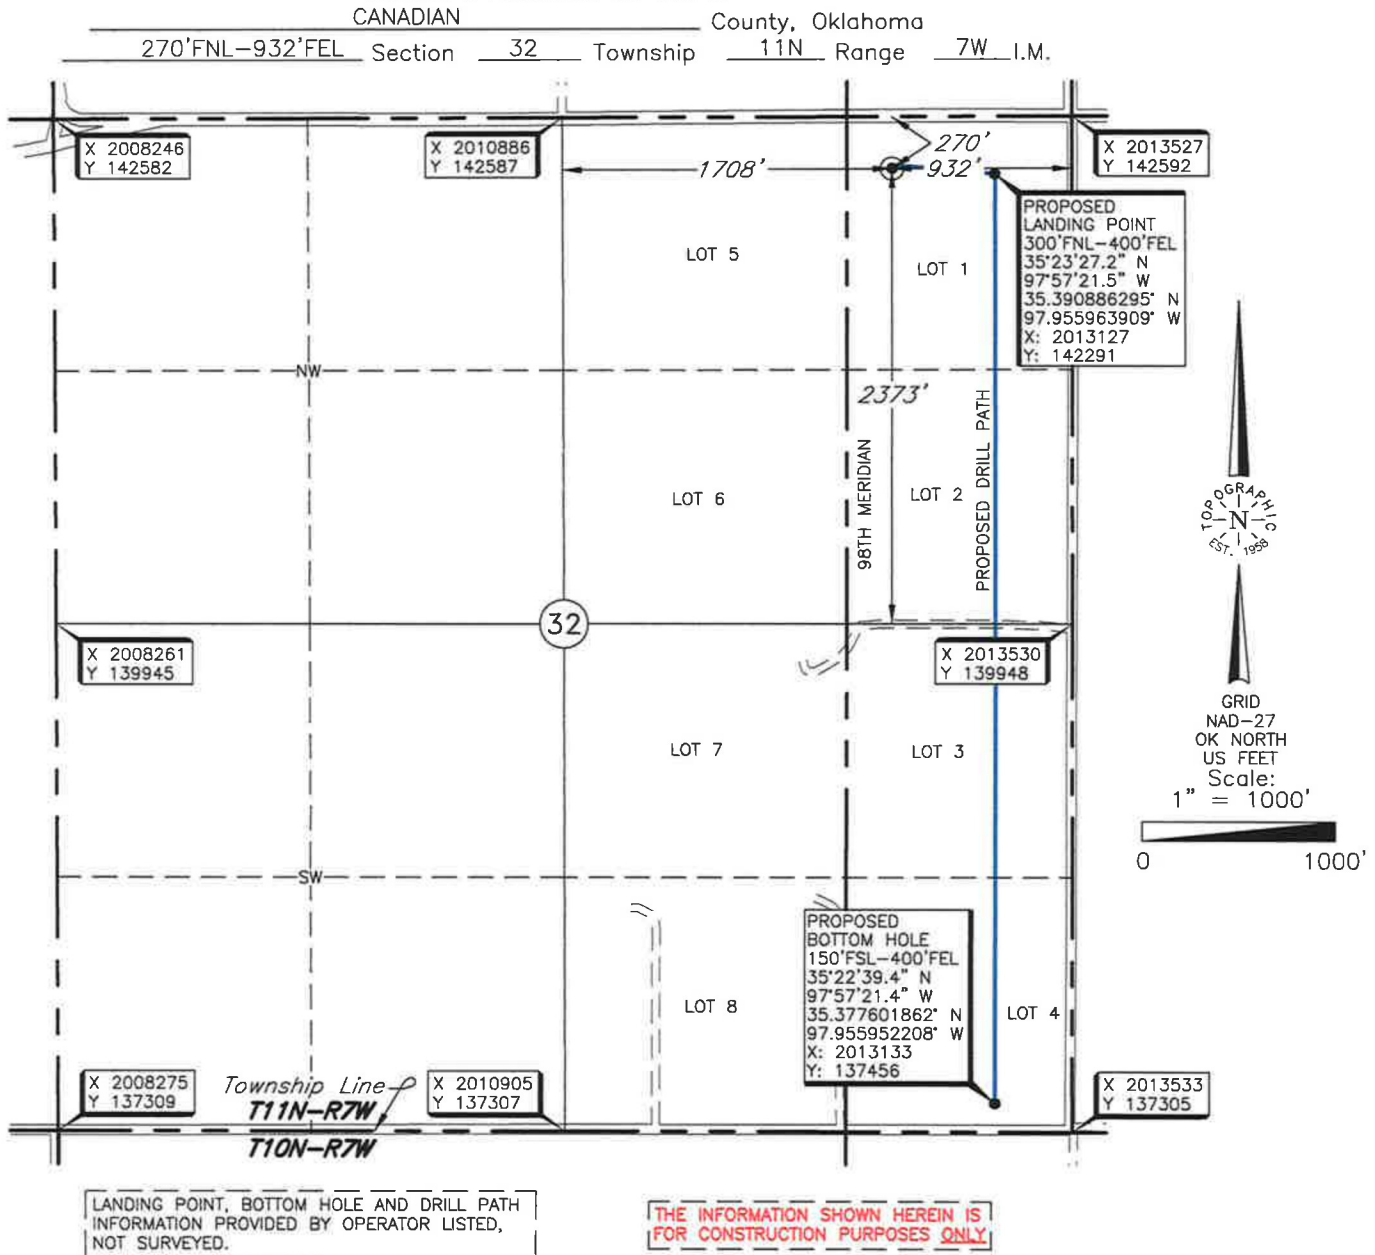 CANADIAN County, Oklahoma
270'FNL-932'FEL Section 32 Township 11N Range 7W I.M.
X 2008246
Y 142582
X 2010886
Y 142587
270'
X 2013527
Y 142592
1708'
932'
PROPOSED
LANDING POINT
300'FNL-400'FEL
35°23'27.2" N
97°57'21.5" W
35.390886295° N
97.955963909° W
X: 2013127
Y: 142291
LOT 5
LOT 1
NW
2373'
98TH MERIDIAN
PROPOSED DRILL PATH
LOT 6
LOT 2
TOPOGRAPHIC
N
EST. 1958
32
X 2008261
Y 139945
X 2013530
Y 139948
GRID
NAD-27
OK NORTH
US FEET
Scale:
1" = 1000'
0 1000'
LOT 7
LOT 3
SW
PROPOSED
BOTTOM HOLE
150'FSL-400'FEL
35°22'39.4" N
97°57'21.4" W
35.377601862° N
97.955952208° W
X: 2013133
Y: 137456
LOT 8
LOT 4
X 2008275
Y 137309
Township Line
T11N-R7W
T10N-R7W
X 2010905
Y 137307
X 2013533
Y 137305
LANDING POINT, BOTTOM HOLE AND DRILL PATH
INFORMATION PROVIDED BY OPERATOR LISTED,
NOT SURVEYED.
THE INFORMATION SHOWN HEREIN IS
FOR CONSTRUCTION PURPOSES ONLY